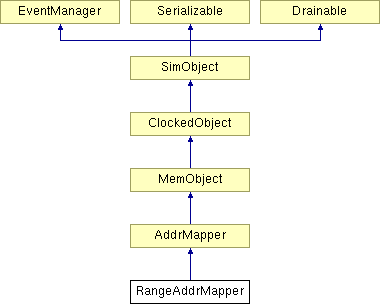 EventManager Serializable Drainable
SimObject
ClockedObject
MemObject
AddrMapper
RangeAddrMapper